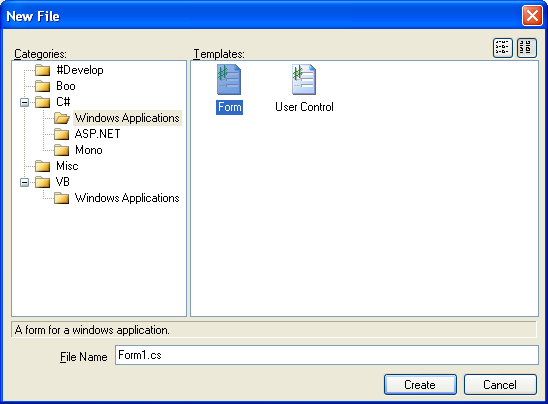 New File
Categories:
Templates:
#Develop
Boo
C#
Windows Applications
ASP.NET
Mono
Misc
VB
Windows Applications
Form
User Control
A form for a windows application.
File Name
Form1.cs
Create
Cancel